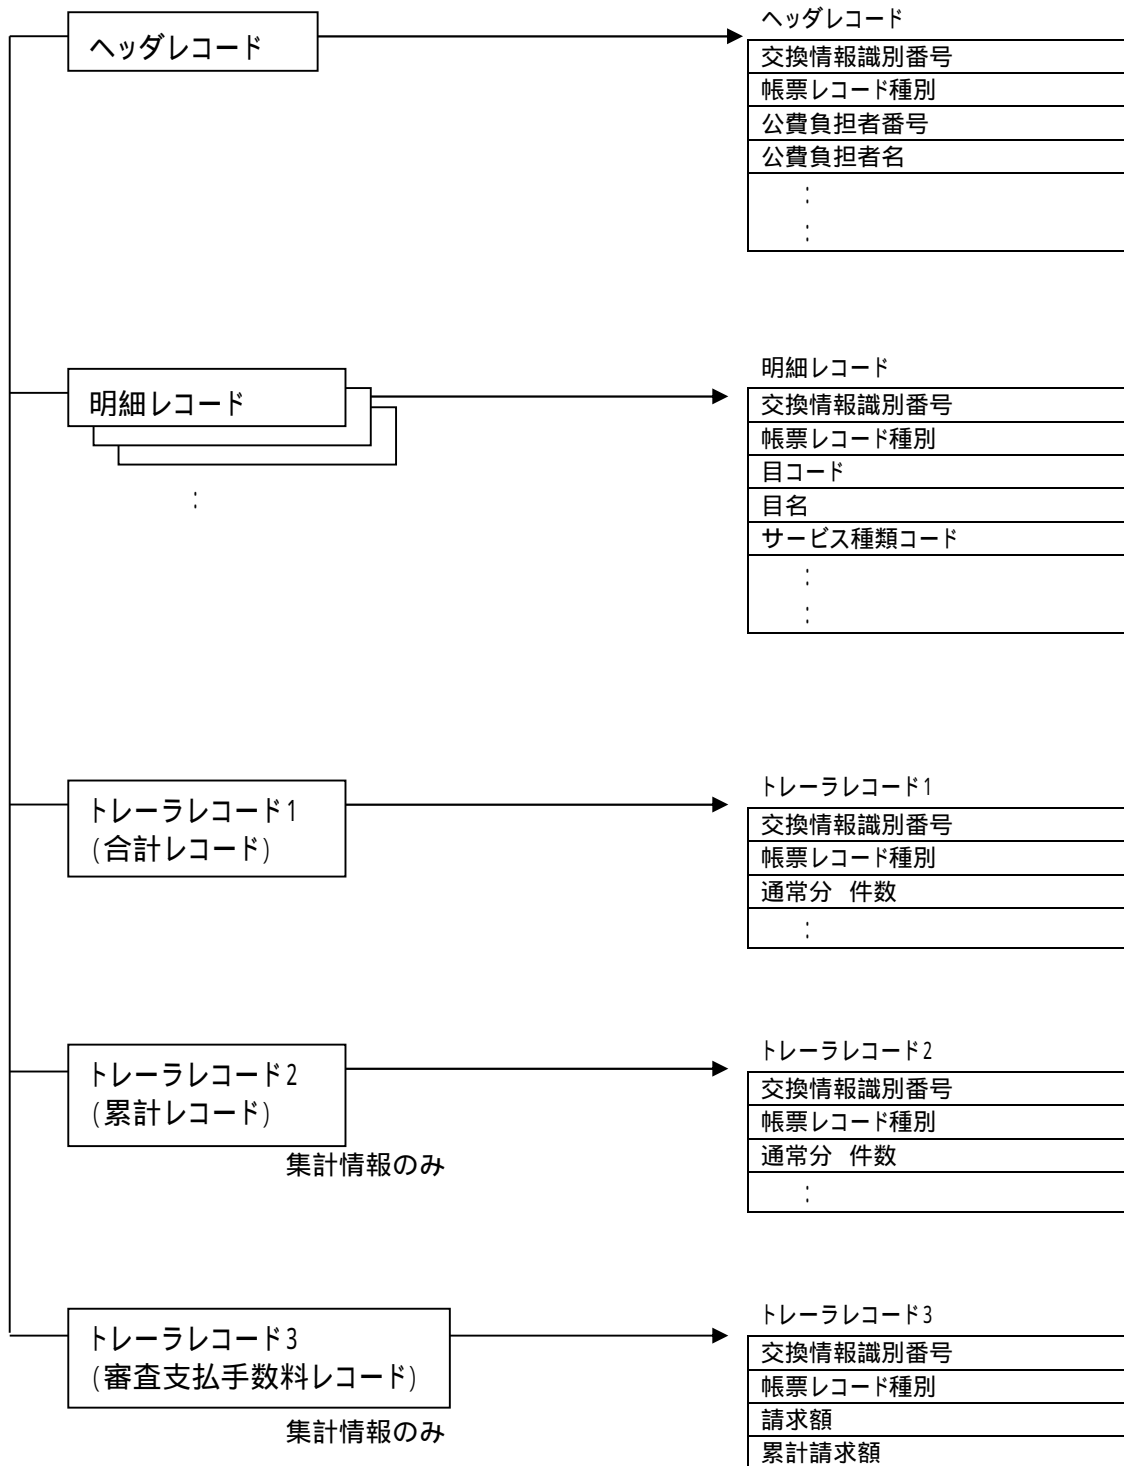 ヘッダレコード
ヘッダレコード
交換情報識別番号
帳票レコード種別
公費負担者番号
公費負担者名
:
:
明細レコード
:
明細レコード
交換情報識別番号
帳票レコード種別
目コード
目名
サービス種類コード
:
:
トレーラレコード1
(合計レコード)
トレーラレコード1
交換情報識別番号
帳票レコード種別
通常分 件数
:
トレーラレコード2
(累計レコード)
集計情報のみ
トレーラレコード2
交換情報識別番号
帳票レコード種別
通常分 件数
:
トレーラレコード3
(審査支払手数料レコード)
集計情報のみ
トレーラレコード3
交換情報識別番号
帳票レコード種別
請求額
累計請求額